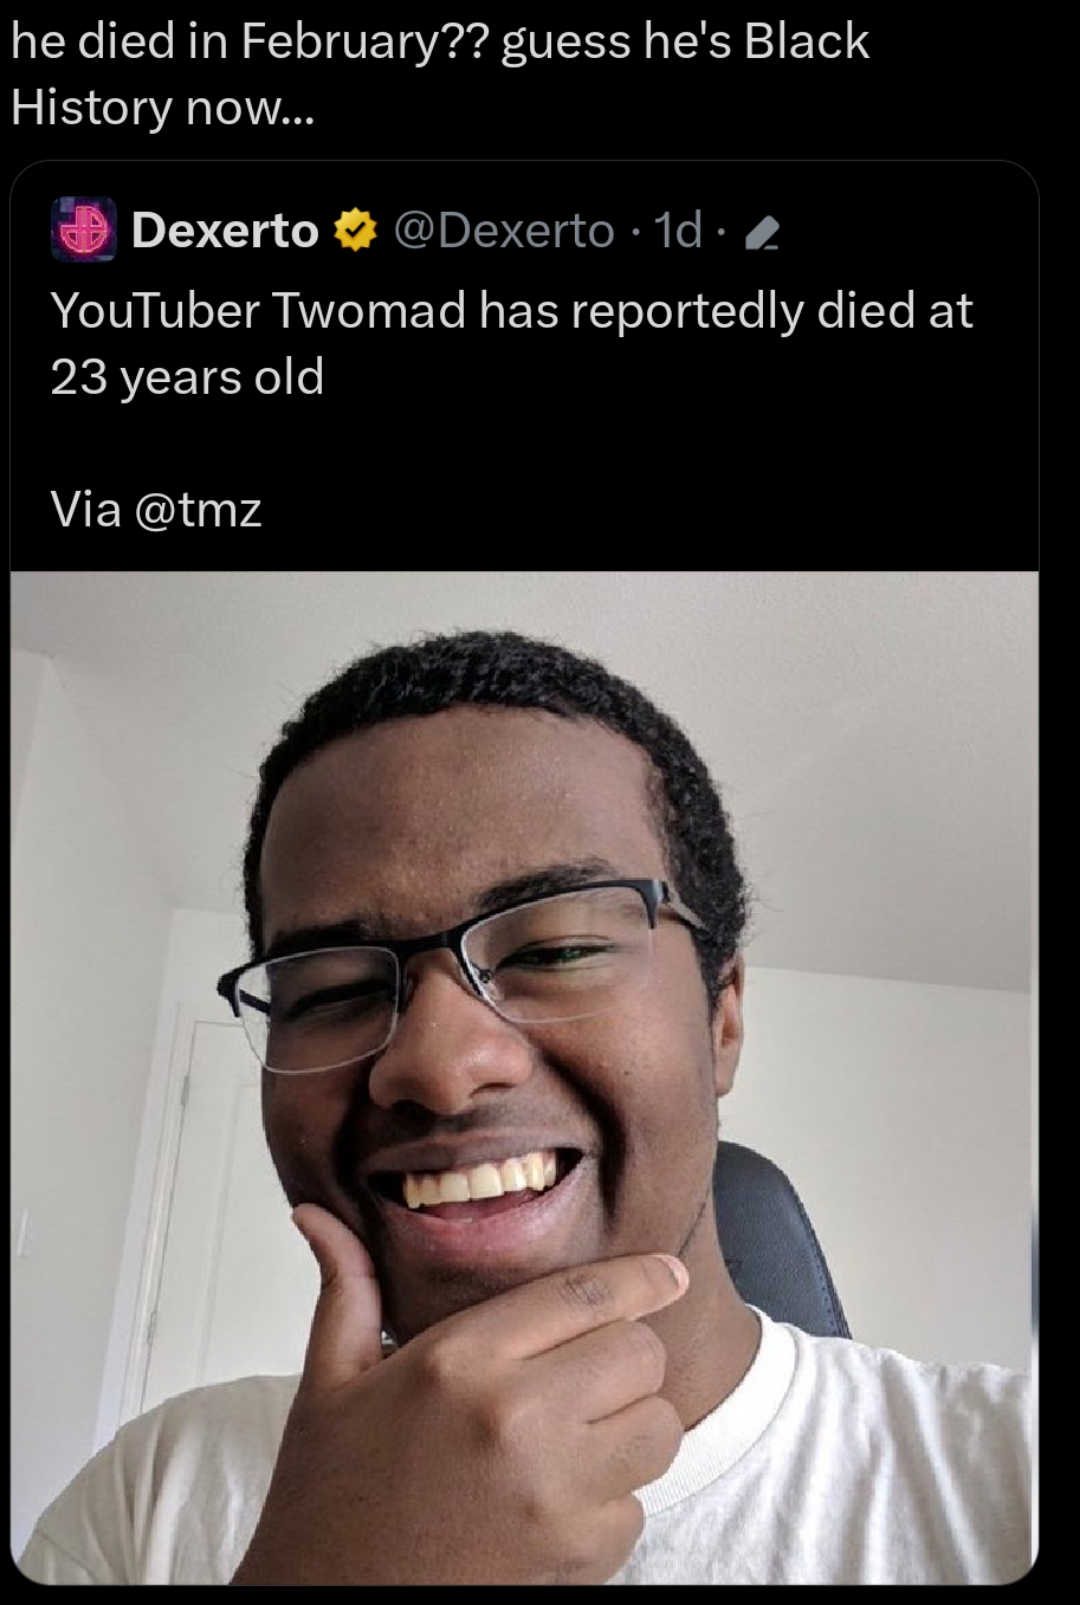 he died in February?? guess he's Black
History now...
Dexerto @Dexerto · 1d ·
YouTuber Twomad has reportedly died at
23 years old
Via @tmz